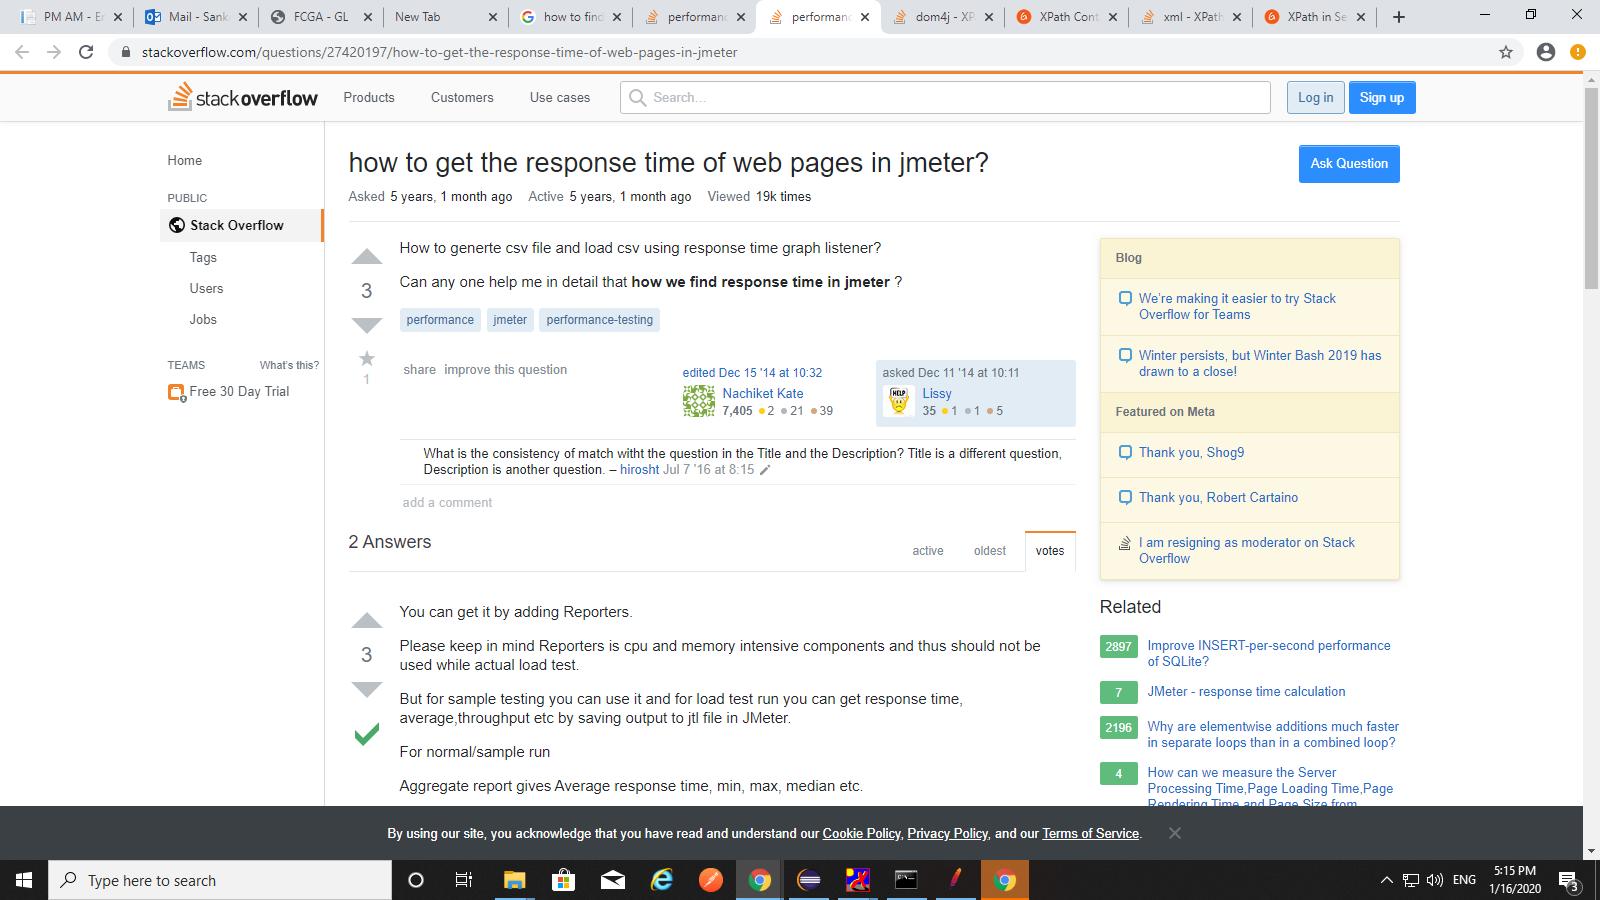 PM AM - Er
Mail - Sank
FCGA - GL
New Tab
how to find
performanc
performanc
dom4j - XP
XPath Cont
xml - XPath
XPath in Se
stackoverflow.com/questions/27420197/how-to-get-the-response-time-of-web-pages-in-jmeter
stackoverflow
Products
Customers
Use cases
Search...
Log in
Sign up
Home
PUBLIC
Stack Overflow
Tags
Users
Jobs
TEAMS
What's this?
Free 30 Day Trial
how to get the response time of web pages in jmeter?
Ask Question
Asked 5 years, 1 month ago Active 5 years, 1 month ago Viewed 19k times
3
1
How to generte csv file and load csv using response time graph listener?
Can any one help me in detail that how we find response time in jmeter ?
performance
jmeter
performance-testing
share improve this question
edited Dec 15 '14 at 10:32
Nachiket Kate
7,405 2 21 39
asked Dec 11 '14 at 10:11
HELP
Lissy
35 1 1 5
What is the consistency of match witht the question in the Title and the Description? Title is a different question,
Description is another question. – hirosht Jul 7 '16 at 8:15
add a comment
2 Answers
active
oldest
votes
3
You can get it by adding Reporters.
Please keep in mind Reporters is cpu and memory intensive components and thus should not be
used while actual load test.
But for sample testing you can use it and for load test run you can get response time,
average,throughput etc by saving output to jtl file in JMeter.
For normal/sample run
Aggregate report gives Average response time, min, max, median etc.
Blog
We're making it easier to try Stack
Overflow for Teams
Winter persists, but Winter Bash 2019 has
drawn to a close!
Featured on Meta
Thank you, Shog9
Thank you, Robert Cartaino
I am resigning as moderator on Stack
Overflow
Related
2897 Improve INSERT-per-second performance
of SQLite?
7 JMeter - response time calculation
2196 Why are elementwise additions much faster
in separate loops than in a combined loop?
4 How can we measure the Server
Processing Time,Page Loading Time,Page
Rendering Time and Page Size from
By using our site, you acknowledge that you have read and understand our Cookie Policy, Privacy Policy, and our Terms of Service.
Type here to search
ENG
5:15 PM
1/16/2020
3